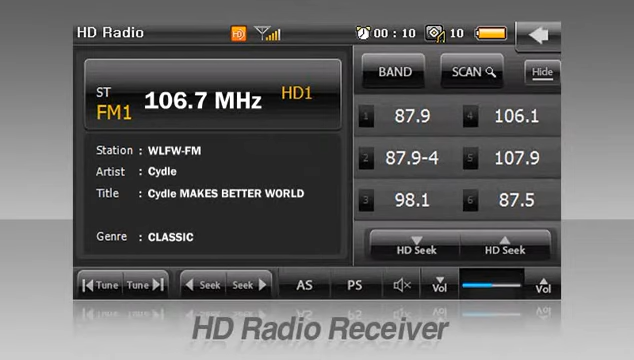 HD Radio
00 : 10
10
ST
FM1
106.7 MHz
HD1
BAND
SCAN
Hide
1 87.9
4 106.1
2 87.9-4
5 107.9
3 98.1
6 87.5
Station : WLFW-FM
Artist : Cydle
Title : Cydle MAKES BETTER WORLD
Genre : CLASSIC
HD Seek
HD Seek
Tune
Tune
Seek
Seek
AS
PS
Vol
Vol
HD Radio Receiver